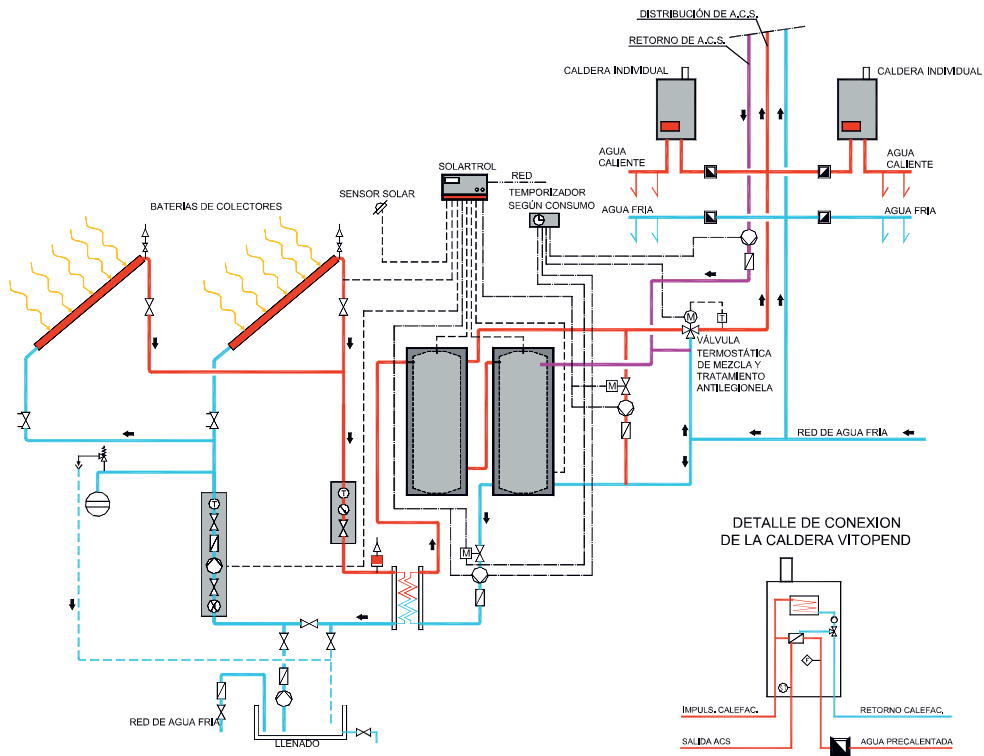 DISTRIBUCIÓN DE A.C.S.
RETORNO DE A.C.S.
CALDERA INDIVIDUAL
CALDERA INDIVIDUAL
SOLARTROL
RED
AGUA
CALIENTE
AGUA
CALIENTE
SENSOR SOLAR
TEMPORIZADOR
SEGÚN CONSUMO
BATERÍAS DE COLECTORES
AGUA FRIA
AGUA FRIA
M
T
VÁLVULA
TERMOSTÁTICA
DE MEZCLA Y
TRATAMIENTO
ANTILEGIONELA
M
RED DE AGUA FRIA
T
T
M
DETALLE DE CONEXION
DE LA CALDERA VITOPEND
F
IMPULS. CALEFAC.
RETORNO CALEFAC.
RED DE AGUA FRIA
LLENADO
SALIDA ACS
AGUA PRECALENTADA